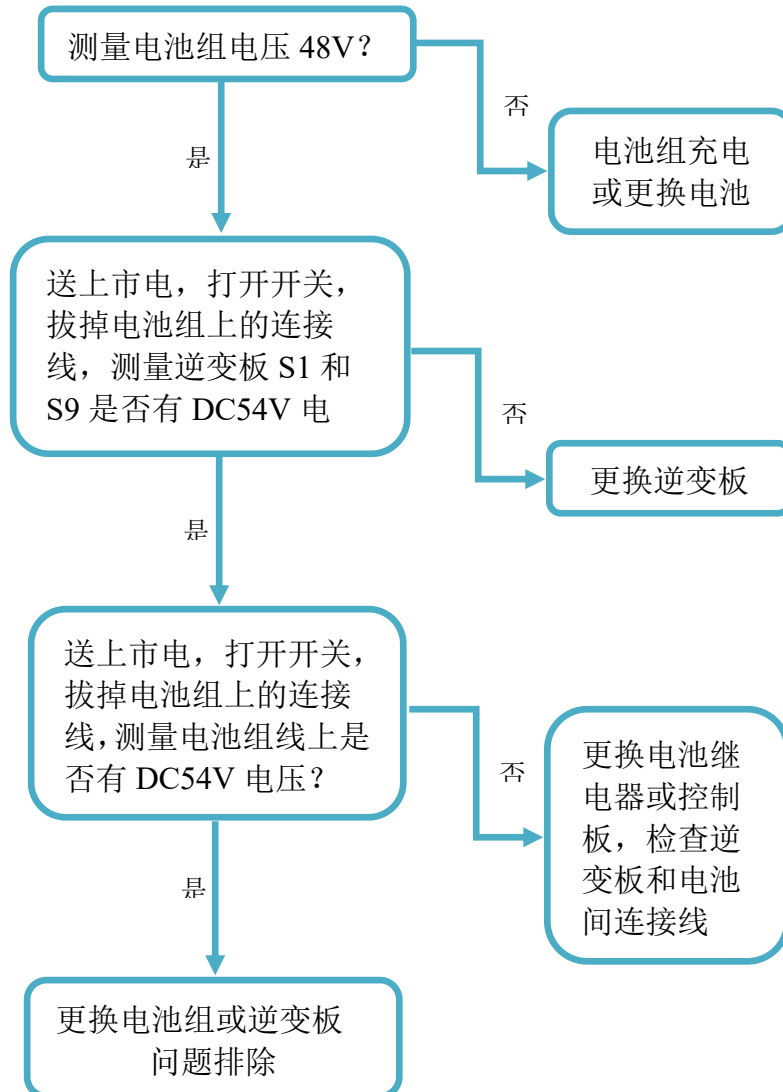 测量电池组电压 48V？
否
电池组充电
或更换电池
是
送上市电，打开开关，
拔掉电池组上的连接
线，测量逆变板 S1 和
S9 是否有 DC54V 电
否
更换逆变板
是
送上市电，打开开关，
拔掉电池组上的连接
线，测量电池组线上是
否有 DC54V 电压？
否
更换电池继
电器或控制
板，检查逆
变板和电池
间连接线
是
更换电池组或逆变板
问题排除